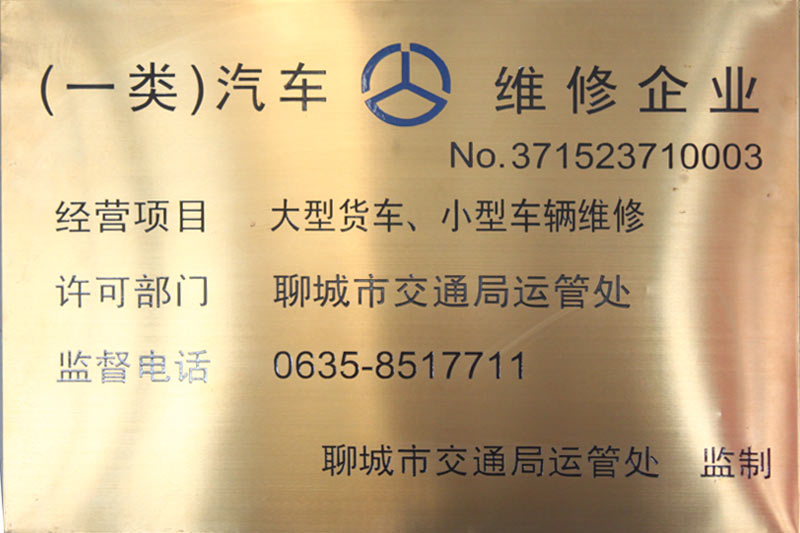 (一类)汽车 维修企业
No.371523710003
经营项目 大型货车、小型车辆维修
许可部门 聊城市交通局运管处
监督电话 0635-8517711
聊城市交通局运管处 监制